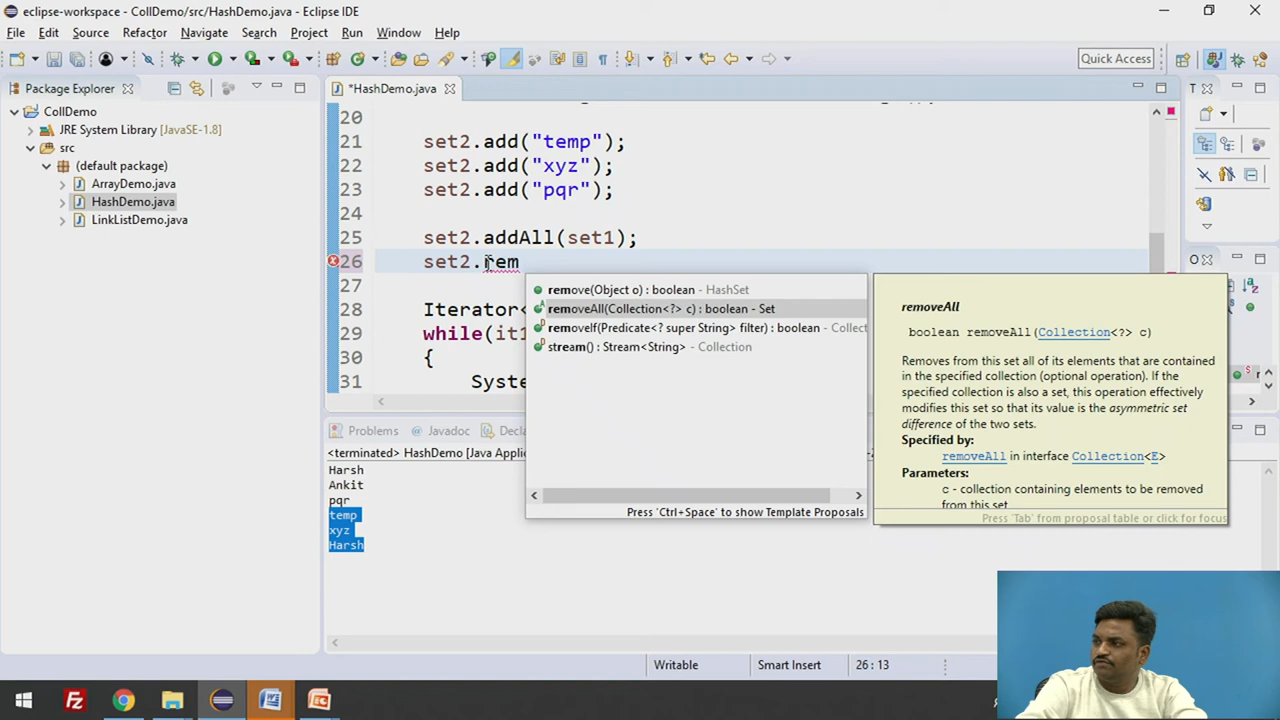 eclipse-workspace - CollDemo/src/HashDemo.java - Eclipse IDE
File Edit Source Refactor Navigate Search Project Run Window Help
Quick Access
Package Explorer
CollDemo
JRE System Library [JavaSE-1.8]
src
(default package)
ArrayDemo.java
HashDemo.java
LinkListDemo.java
*HashDemo.java
20
21 set2.add("temp");
22 set2.add("xyz");
23 set2.add("pqr");
24
25 set2.addAll(set1);
26 set2.rem
27
28 Iterator<
29 while(it1
30 {
31 Syste
remove(Object o) : boolean - HashSet
removeAll(Collection<?> c) : boolean - Set
removeIf(Predicate<? super String> filter) : boolean - Collect
stream() : Stream<String> - Collection
Press 'Ctrl+Space' to show Template Proposals
removeAll
boolean removeAll(Collection<?> c)
Removes from this set all of its elements that are contained
in the specified collection (optional operation). If the
specified collection is also a set, this operation effectively
modifies this set so that its value is the asymmetric set
difference of the two sets.
Specified by:
removeAll in interface Collection<E>
Parameters:
c - collection containing elements to be removed
from this set
Press 'Tab' from proposal table or click for focus
T
O
Problems @ Javadoc Decla
<terminated> HashDemo [Java Applic
Harsh
Ankit
pqr
temp
xyz
Harsh
Writable Smart Insert 26 : 13